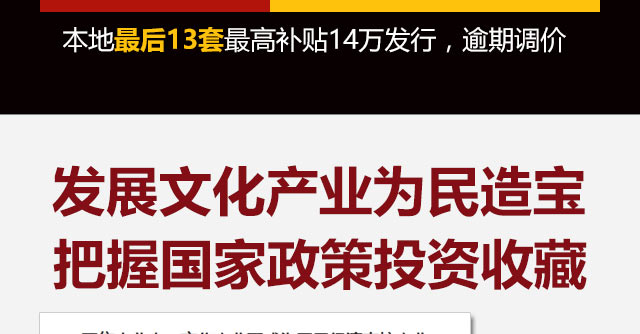 本地最后13套最高补贴14万发行，逾期调价
发展文化产业为民造宝
把握国家政策投资收藏